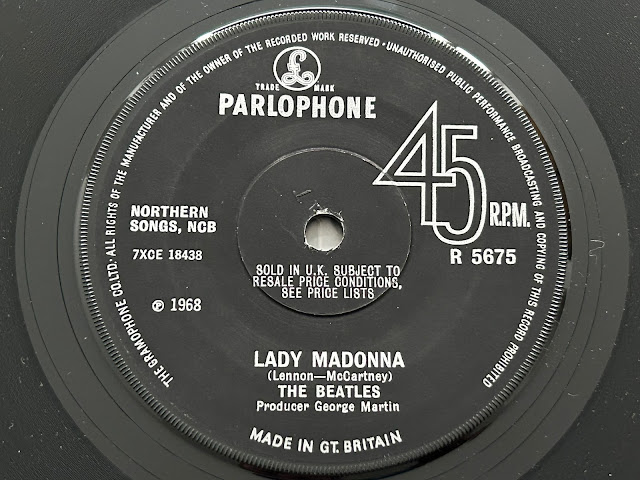 THE GRAMOPHONE CO. LTD. ALL RIGHTS OF THE MANUFACTURER AND OF THE OWNER OF THE RECORDED WORK RESERVED · UNAUTHORISED PUBLIC PERFORMANCE BROADCASTING AND COPYING OF THIS RECORD PROHIBITED
£
TRADE MARK
PARLOPHONE
45
R.P.M.
R 5675
NORTHERN
SONGS, NCB
7XCE 18438
℗ 1968
SOLD IN U.K. SUBJECT TO
RESALE PRICE CONDITIONS,
SEE PRICE LISTS
LADY MADONNA
(Lennon—McCartney)
THE BEATLES
Producer George Martin
MADE IN GT. BRITAIN